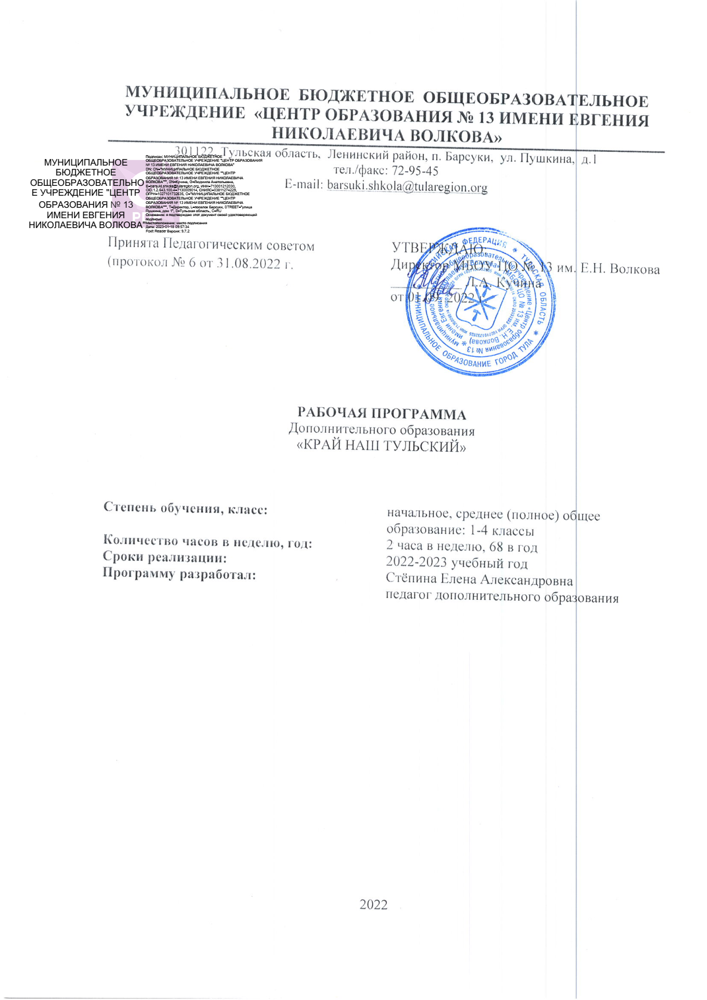 МУНИЦИПАЛЬНОЕ БЮДЖЕТНОЕ ОБЩЕОБРАЗОВАТЕЛЬНОЕ
УЧРЕЖДЕНИЕ «ЦЕНТР ОБРАЗОВАНИЯ № 13 ИМЕНИ ЕВГЕНИЯ
НИКОЛАЕВИЧА ВОЛКОВА»
301122, Тульская область, Ленинский район, п. Барсуки, ул. Пушкина, д.1
тел./факс: 72-95-45
E-mail: barsuki.shkola@tularegion.org
МУНИЦИПАЛЬНОЕ
БЮДЖЕТНОЕ
ОБЩЕОБРАЗОВАТЕЛЬНО
Е УЧРЕЖДЕНИЕ "ЦЕНТР
ОБРАЗОВАНИЯ № 13
ИМЕНИ ЕВГЕНИЯ
НИКОЛАЕВИЧА ВОЛКОВА"
Подписан: МУНИЦИПАЛЬНОЕ БЮДЖЕТНОЕ
ОБЩЕОБРАЗОВАТЕЛЬНОЕ УЧРЕЖДЕНИЕ "ЦЕНТР ОБРАЗОВАНИЯ
№ 13 ИМЕНИ ЕВГЕНИЯ НИКОЛАЕВИЧА ВОЛКОВА"
DN: CN="МУНИЦИПАЛЬНОЕ БЮДЖЕТНОЕ
ОБЩЕОБРАЗОВАТЕЛЬНОЕ УЧРЕЖДЕНИЕ ""ЦЕНТР
ОБРАЗОВАНИЯ № 13 ИМЕНИ ЕВГЕНИЯ НИКОЛАЕВИЧА
ВОЛКОВА""", SN=Кучина, G=Людмила Анатольевна,
E=barsuki.shkola@tularegion.org, ИНН=713001212030,
OID.1.2.643.100.4=7130009014, СНИЛС=03811274229,
ОГРН=1027101732635, O="МУНИЦИПАЛЬНОЕ БЮДЖЕТНОЕ
ОБЩЕОБРАЗОВАТЕЛЬНОЕ УЧРЕЖДЕНИЕ ""ЦЕНТР
ОБРАЗОВАНИЯ № 13 ИМЕНИ ЕВГЕНИЯ НИКОЛАЕВИЧА
ВОЛКОВА""", T=Директор, L=поселок Барсуки, STREET="улица
Пушкина, дом 1", S=Тульская область, C=RU
Основание: я подтверждаю этот документ своей удостоверяющей
подписью
Местоположение: место подписания
Дата: 2023-01-18 09:57:34
Foxit Reader Версия: 9.7.2
Принята Педагогическим советом
(протокол № 6 от 31.08.2022 г.
УТВЕРЖДАЮ:
Директор МБОУ ЦО № 13 им. Е.Н. Волкова
__________ Л.А. Кучина
от 01.09. 2022 г.
РОССИЙСКАЯ ФЕДЕРАЦИЯ * ТУЛЬСКАЯ ОБЛАСТЬ * МУНИЦИПАЛЬНОЕ ОБРАЗОВАНИЕ ГОРОД ТУЛА *
муниципальное бюджетное общеобразовательное учреждение «Центр образования № 13 *
имени Евгения Николаевича Волкова» (МБОУ ЦО № 13 им. Е.Н. Волкова)
РАБОЧАЯ ПРОГРАММА
Дополнительного образования
«КРАЙ НАШ ТУЛЬСКИЙ»
Степень обучения, класс:
начальное, среднее (полное) общее
образование: 1-4 классы
Количество часов в неделю, год:
2 часа в неделю, 68 в год
Сроки реализации:
2022-2023 учебный год
Программу разработал:
Стёпина Елена Александровна
педагог дополнительного образования
2022